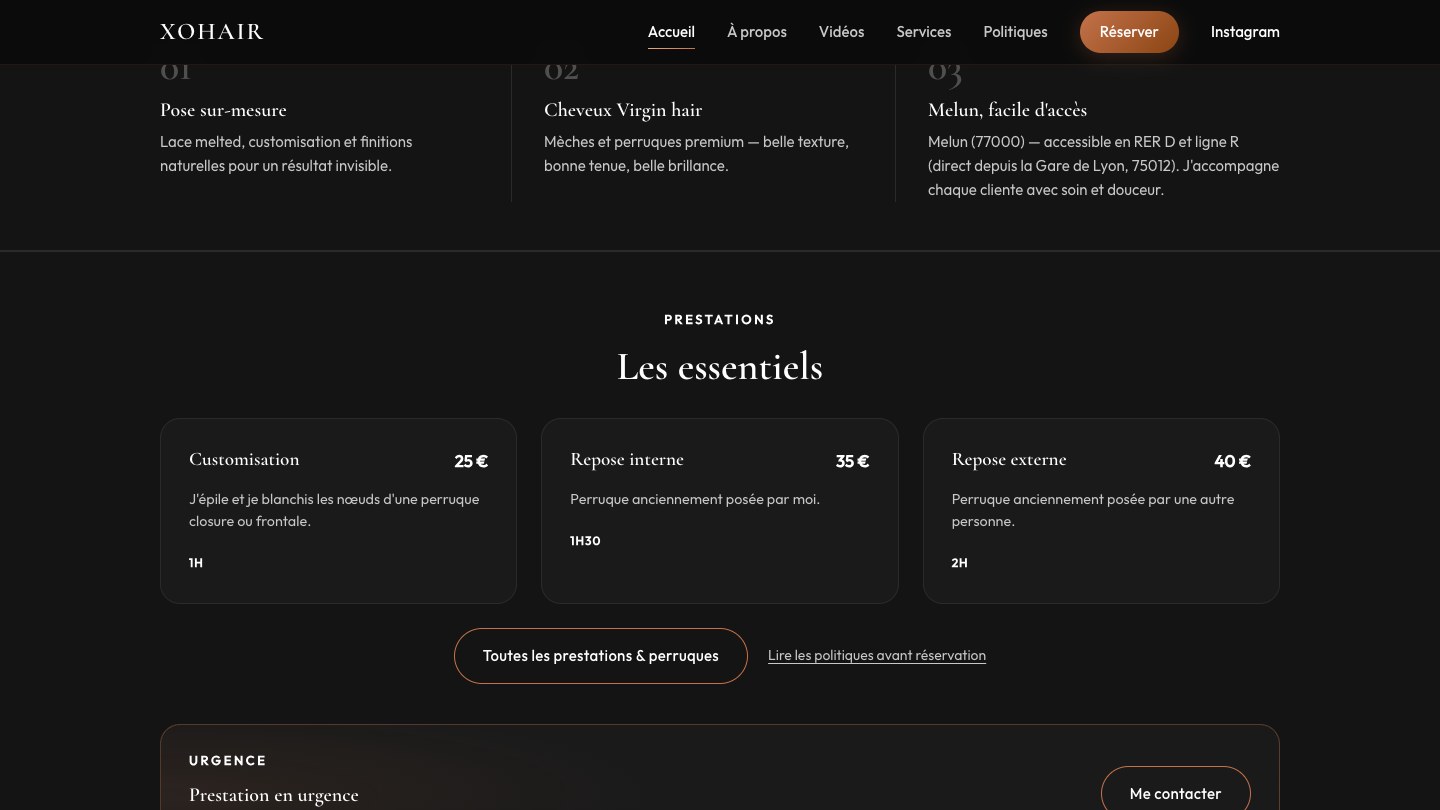 XOHAIR
Accueil À propos Vidéos Services Politiques Réserver Instagram
01
Pose sur-mesure
Lace melted, customisation et finitions
naturelles pour un résultat invisible.
02
Cheveux Virgin hair
Mèches et perruques premium — belle texture,
bonne tenue, belle brillance.
03
Melun, facile d'accès
Melun (77000) — accessible en RER D et ligne R
(direct depuis la Gare de Lyon, 75012). J'accompagne
chaque cliente avec soin et douceur.
PRESTATIONS
Les essentiels
Customisation 25 €
J'épile et je blanchis les nœuds d'une perruque
closure ou frontale.
1H
Repose interne 35 €
Perruque anciennement posée par moi.
1H30
Repose externe 40 €
Perruque anciennement posée par une autre
personne.
2H
Toutes les prestations & perruques
Lire les politiques avant réservation
URGENCE
Prestation en urgence
Me contacter